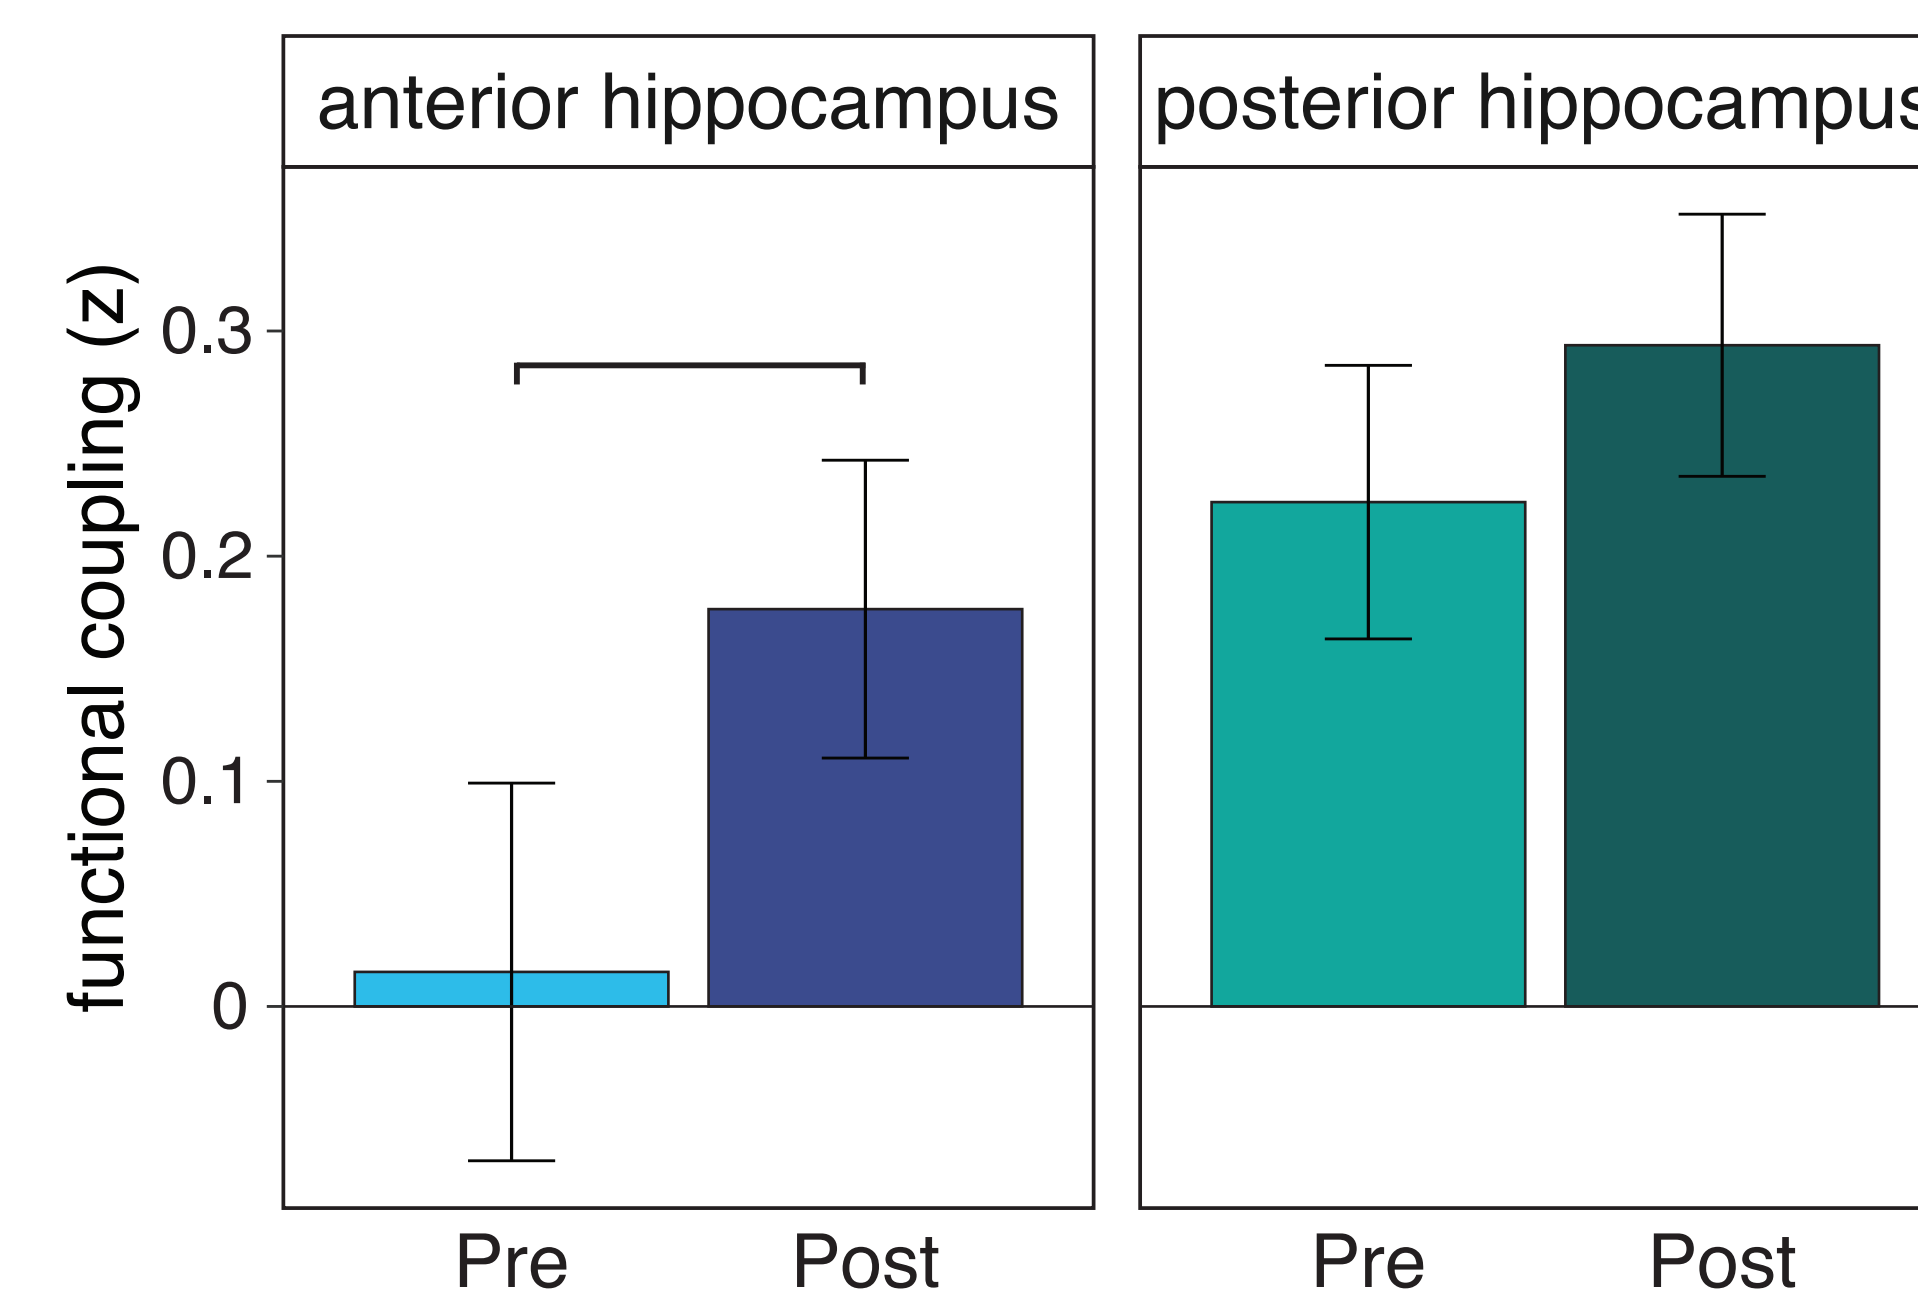 anterior hippocampus
posterior hippocampus
functional coupling (z)
0.3
0.2
0.1
0
Pre
Post
Pre
Post